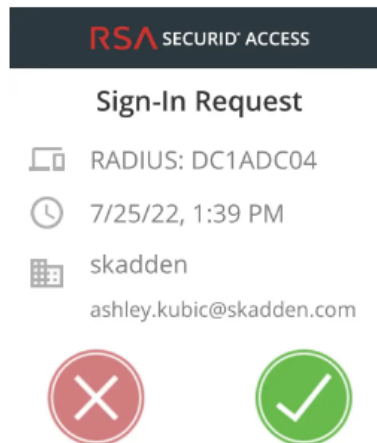 RSA SECURID® ACCESS
Sign-In Request
RADIUS: DC1ADC04
7/25/22, 1:39 PM
skadden
ashley.kubic@skadden.com